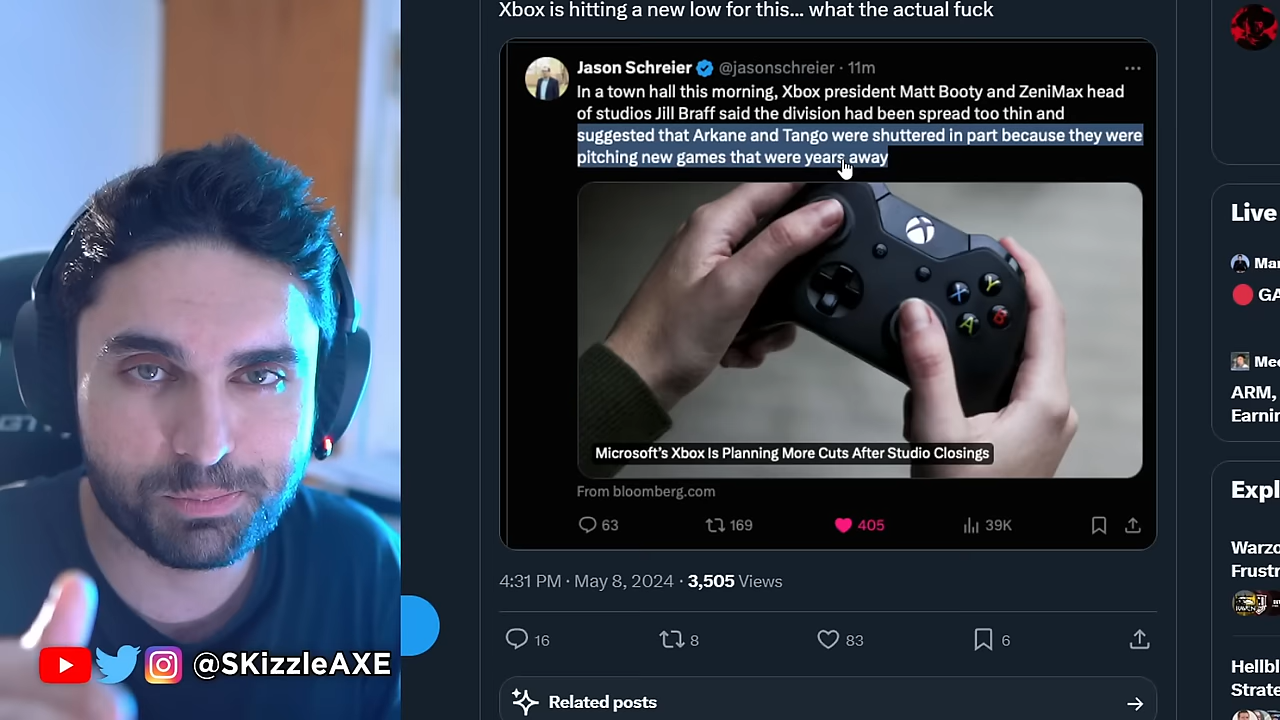 Xbox is hitting a new low for this... what the actual fuck
Jason Schreier @jasonschreier · 11m
In a town hall this morning, Xbox president Matt Booty and ZeniMax head
of studios Jill Braff said the division had been spread too thin and
suggested that Arkane and Tango were shuttered in part because they were
pitching new games that were years away
X
Y
A
B
Microsoft's Xbox Is Planning More Cuts After Studio Closings
From bloomberg.com
63 169 405 39K
4:31 PM · May 8, 2024 · 3,505 Views
16 8 83 6
Related posts
@SKizzleAXE
Live
Mar
GA
Med
ARM,
Earnin
Expl
Warzo
Frustr
Hellbl
Strate